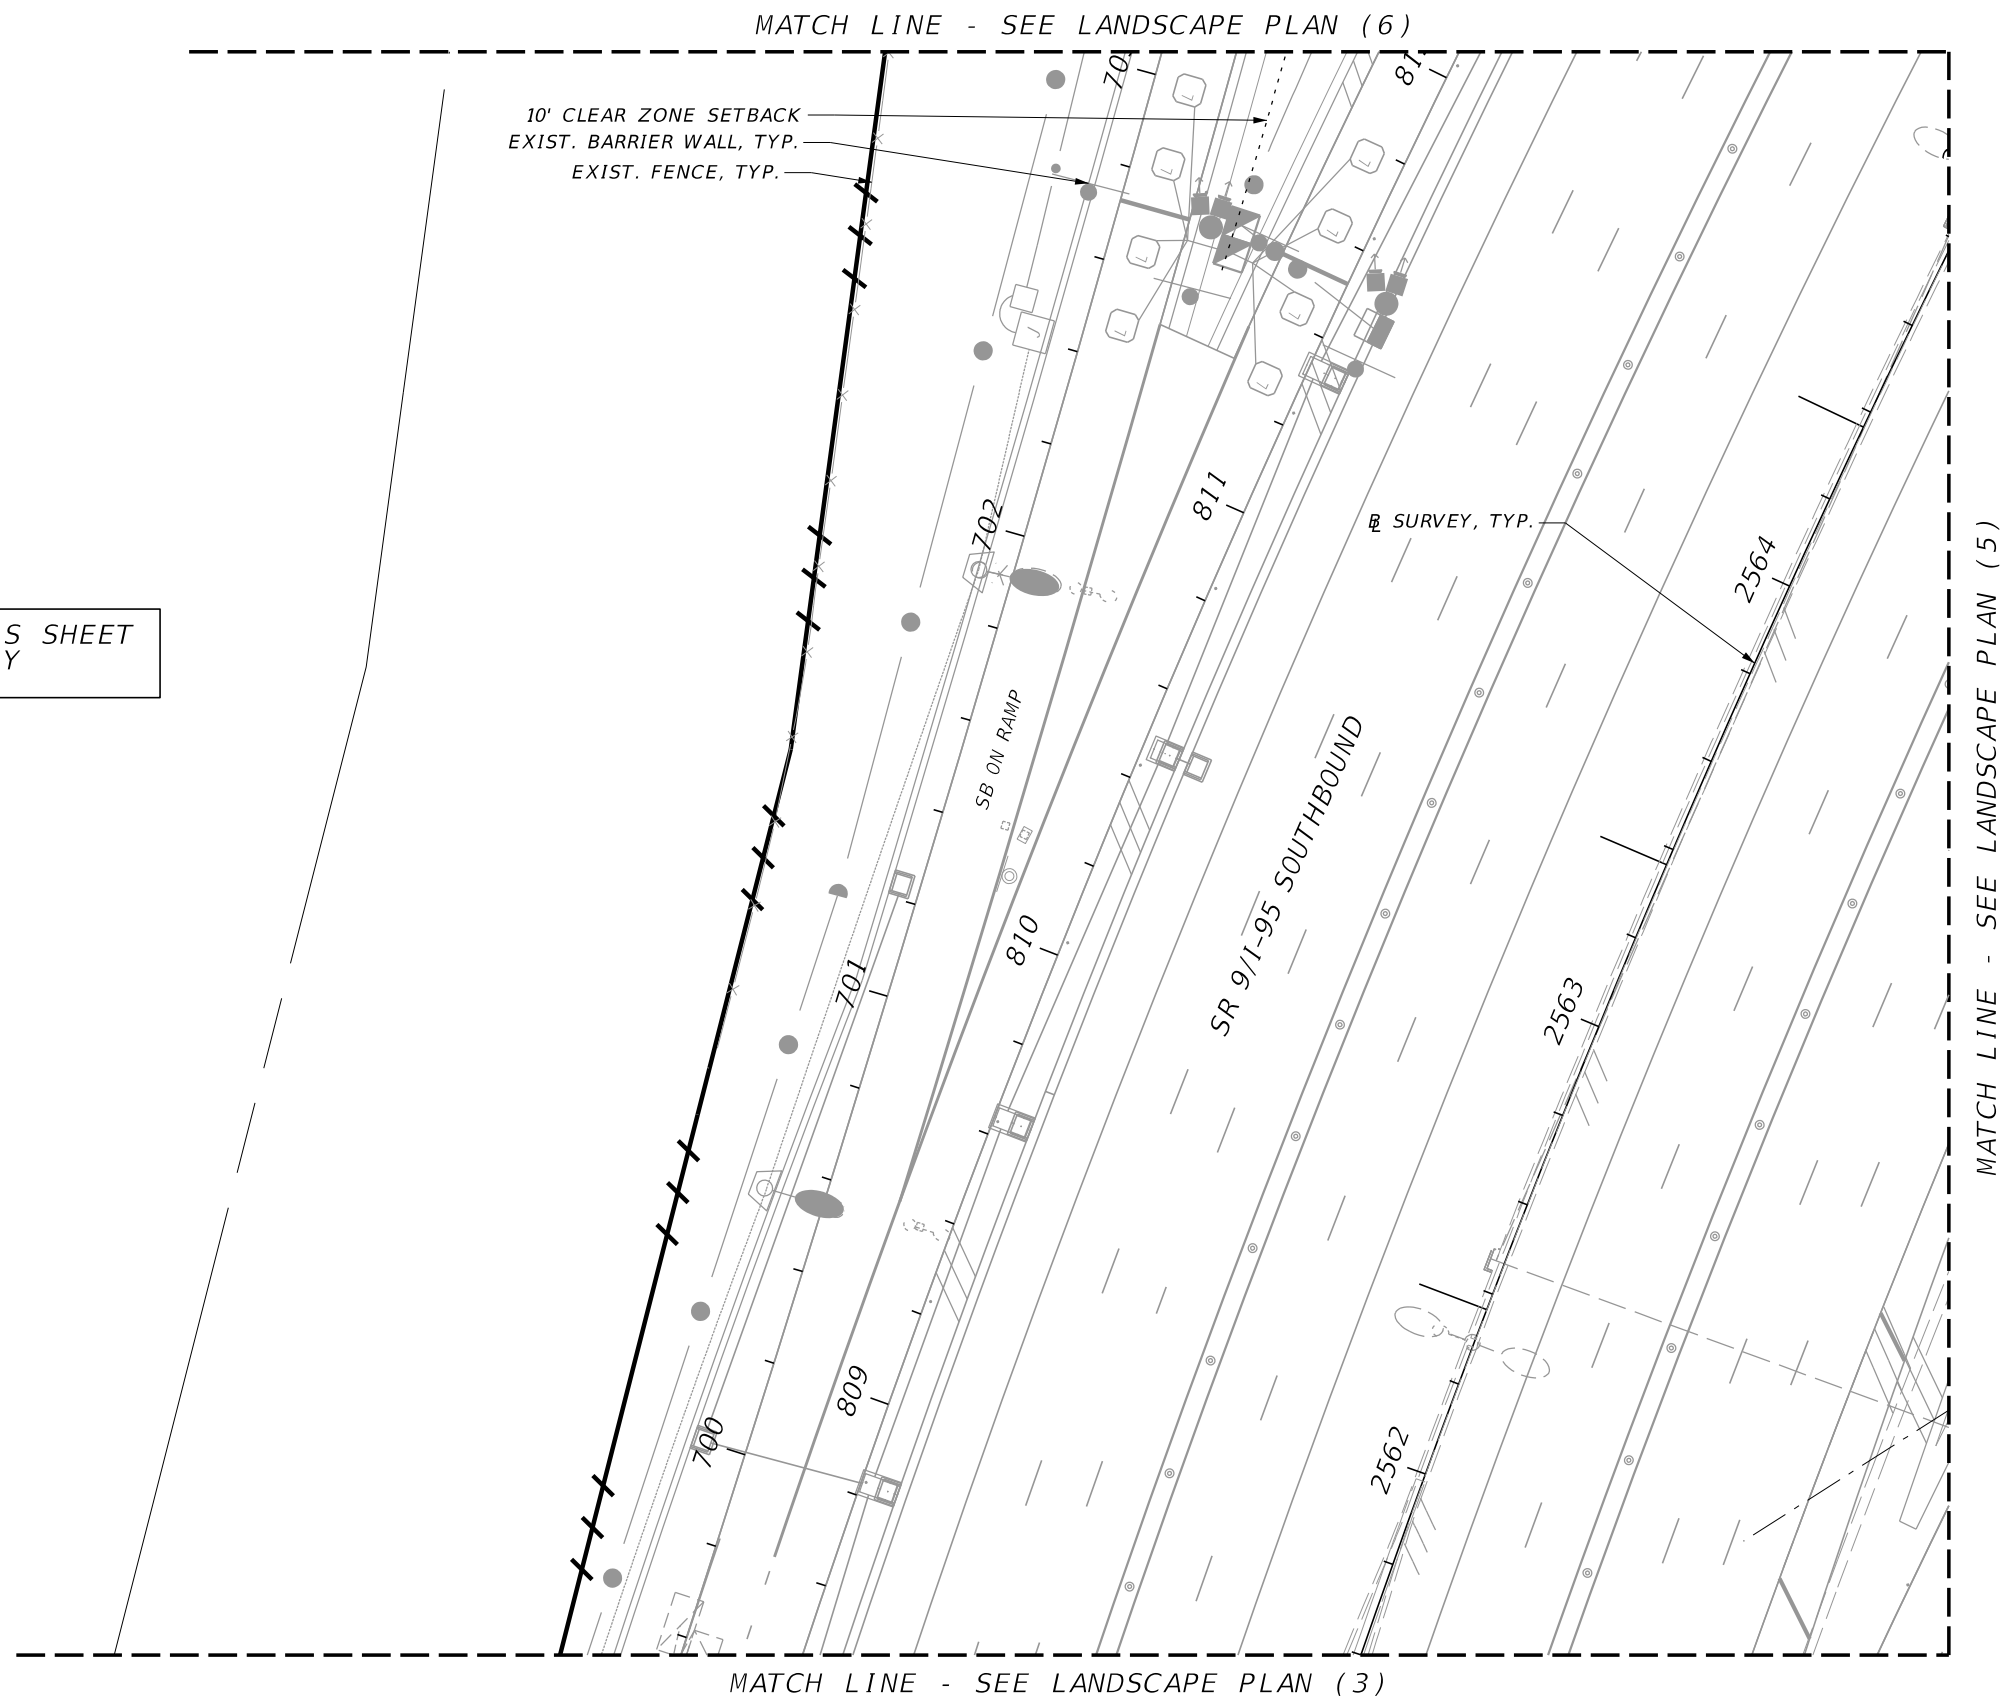 MATCH LINE - SEE LANDSCAPE PLAN (6)
10' CLEAR ZONE SETBACK
EXIST. BARRIER WALL, TYP.
EXIST. FENCE, TYP.
702
811
SURVEY, TYP.
2564
S SHEET
Y
SB ON RAMP
SR 9/I-95 SOUTHBOUND
MATCH LINE - SEE LANDSCAPE PLAN (5)
701
810
2563
700
809
2562
MATCH LINE - SEE LANDSCAPE PLAN (3)